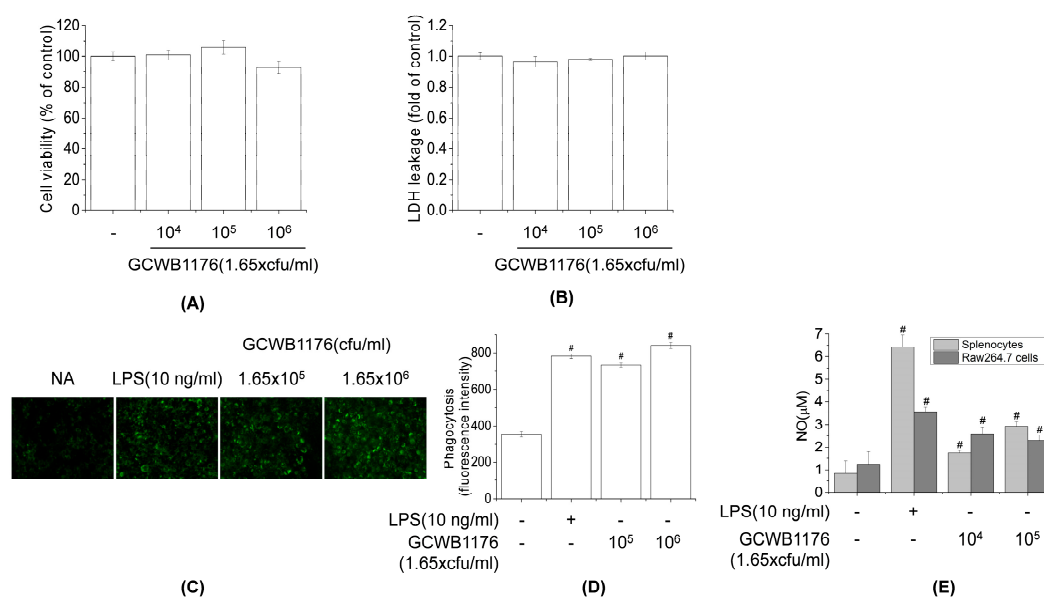 120
100
80
60
40
20
0
Cell viability (% of control)
- 10⁴ 10⁵ 10⁶
GCWB1176(1.65xcfu/ml)
(A)
1.2
1.0
0.8
0.6
0.4
0.2
0.0
LDH leakage (fold of control)
- 10⁴ 10⁵ 10⁶
GCWB1176(1.65xcfu/ml)
(B)
GCWB1176(cfu/ml)
NA LPS(10 ng/ml) 1.65x10⁵ 1.65x10⁶
(C)
800
600
400
200
0
Phagocytosis
(fluorescence intensity)
# # #
LPS(10 ng/ml) - + - -
GCWB1176 - - 10⁵ 10⁶
(1.65xcfu/ml)
(D)
7
6
5
4
3
2
1
0
NO(μM)
Splenocytes
Raw264.7 cells
# # # # # #
LPS(10 ng/ml) - + - -
GCWB1176 - - 10⁴ 10⁵
(1.65xcfu/ml)
(E)